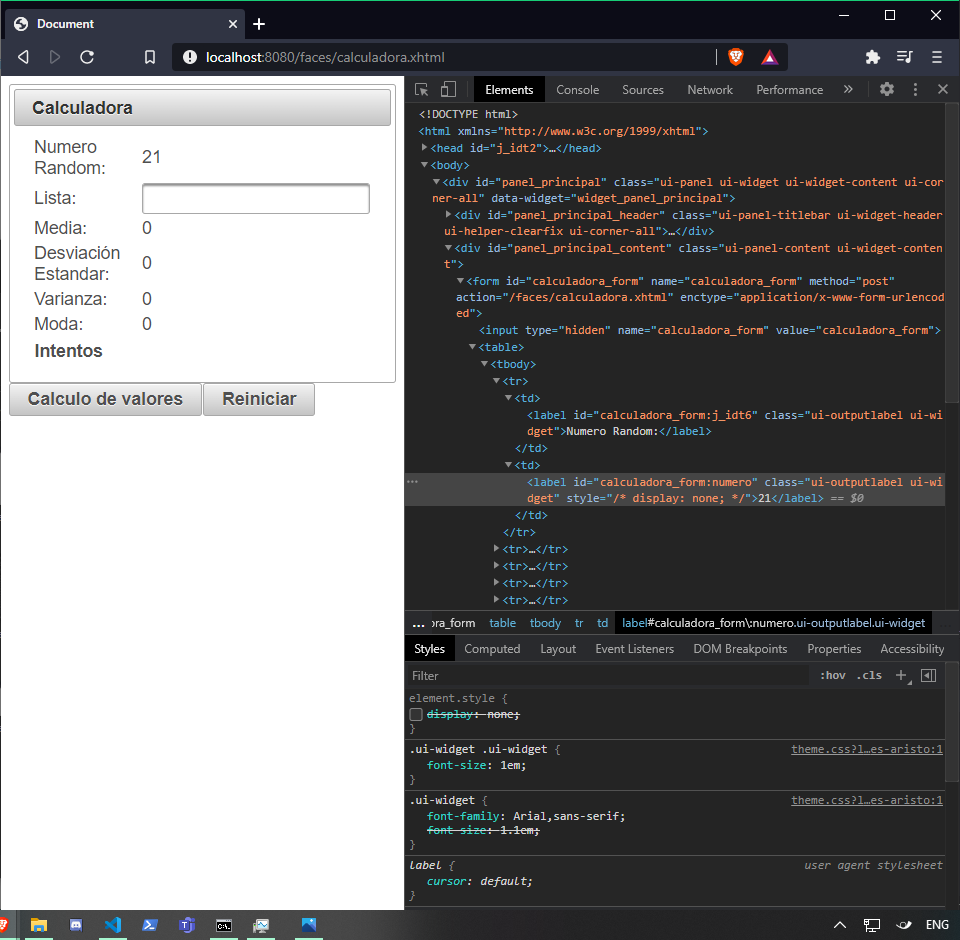 Document
localhost:8080/faces/calculadora.xhtml
Calculadora
Numero
Random:
21
Lista:
Media:
0
Desviación
Estandar:
0
Varianza:
0
Moda:
0
Intentos
Calculo de valores
Reiniciar
Elements
Console
Sources
Network
Performance
<!DOCTYPE html>
<html xmlns="http://www.w3c.org/1999/xhtml">
<head id="j_idt2">…</head>
<body>
<div id="panel_principal" class="ui-panel ui-widget ui-widget-content ui-cor
ner-all" data-widget="widget_panel_principal">
<div id="panel_principal_header" class="ui-panel-titlebar ui-widget-header
ui-helper-clearfix ui-corner-all">…</div>
<div id="panel_principal_content" class="ui-panel-content ui-widget-conten
t">
<form id="calculadora_form" name="calculadora_form" method="post"
action="/faces/calculadora.xhtml" enctype="application/x-www-form-urlencod
ed">
<input type="hidden" name="calculadora_form" value="calculadora_form">
<table>
<tbody>
<tr>
<td>
<label id="calculadora_form:j_idt6" class="ui-outputlabel ui-wi
dget">Numero Random:</label>
</td>
<td>
<label id="calculadora_form:numero" class="ui-outputlabel ui-wi
dget" style="/* display: none; */">21</label> == $0
</td>
</tr>
<tr>…</tr>
<tr>…</tr>
<tr>…</tr>
<tr>…</tr>
... ora_form table tbody tr td label#calculadora_form\:numero.ui-outputlabel.ui-widget
Styles
Computed
Layout
Event Listeners
DOM Breakpoints
Properties
Accessibility
Filter
:hov .cls
element.style {
display: none;
}
.ui-widget .ui-widget {
theme.css?l…es-aristo:1
font-size: 1em;
}
.ui-widget {
theme.css?l…es-aristo:1
font-family: Arial,sans-serif;
font-size: 1.1em;
}
label {
user agent stylesheet
cursor: default;
}
ENG